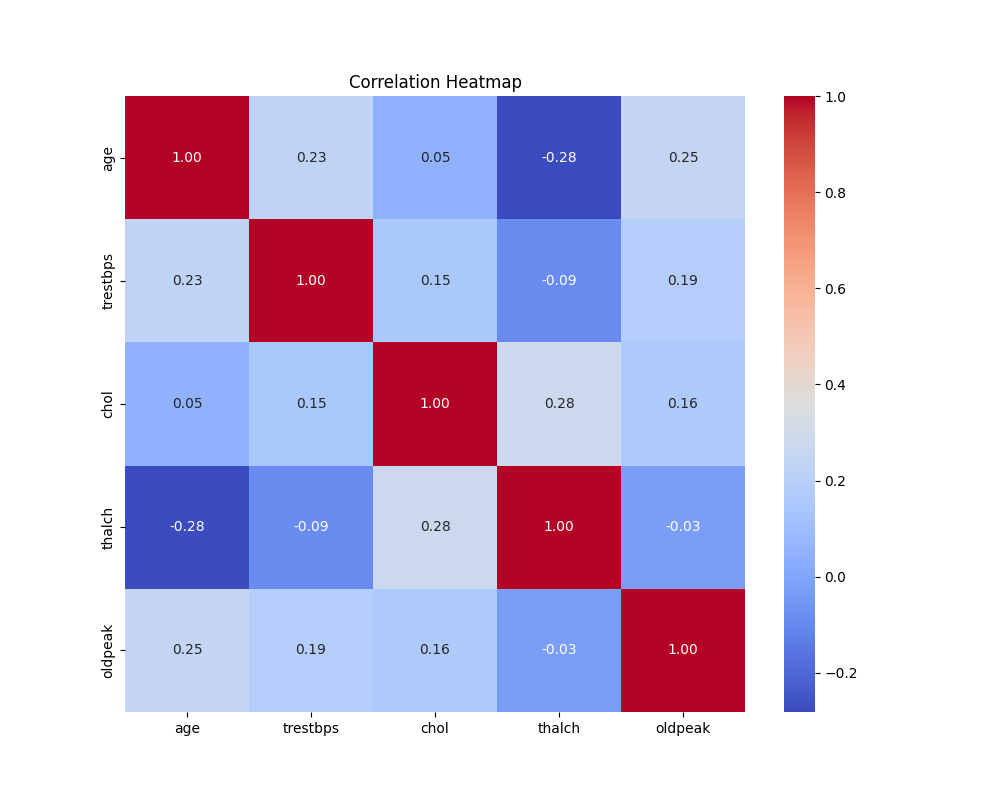 Correlation Heatmap
age 1.00 0.23 0.05 -0.28 0.25
trestbps 0.23 1.00 0.15 -0.09 0.19
chol 0.05 0.15 1.00 0.28 0.16
thalch -0.28 -0.09 0.28 1.00 -0.03
oldpeak 0.25 0.19 0.16 -0.03 1.00
age trestbps chol thalch oldpeak
1.0
0.8
0.6
0.4
0.2
0.0
−0.2